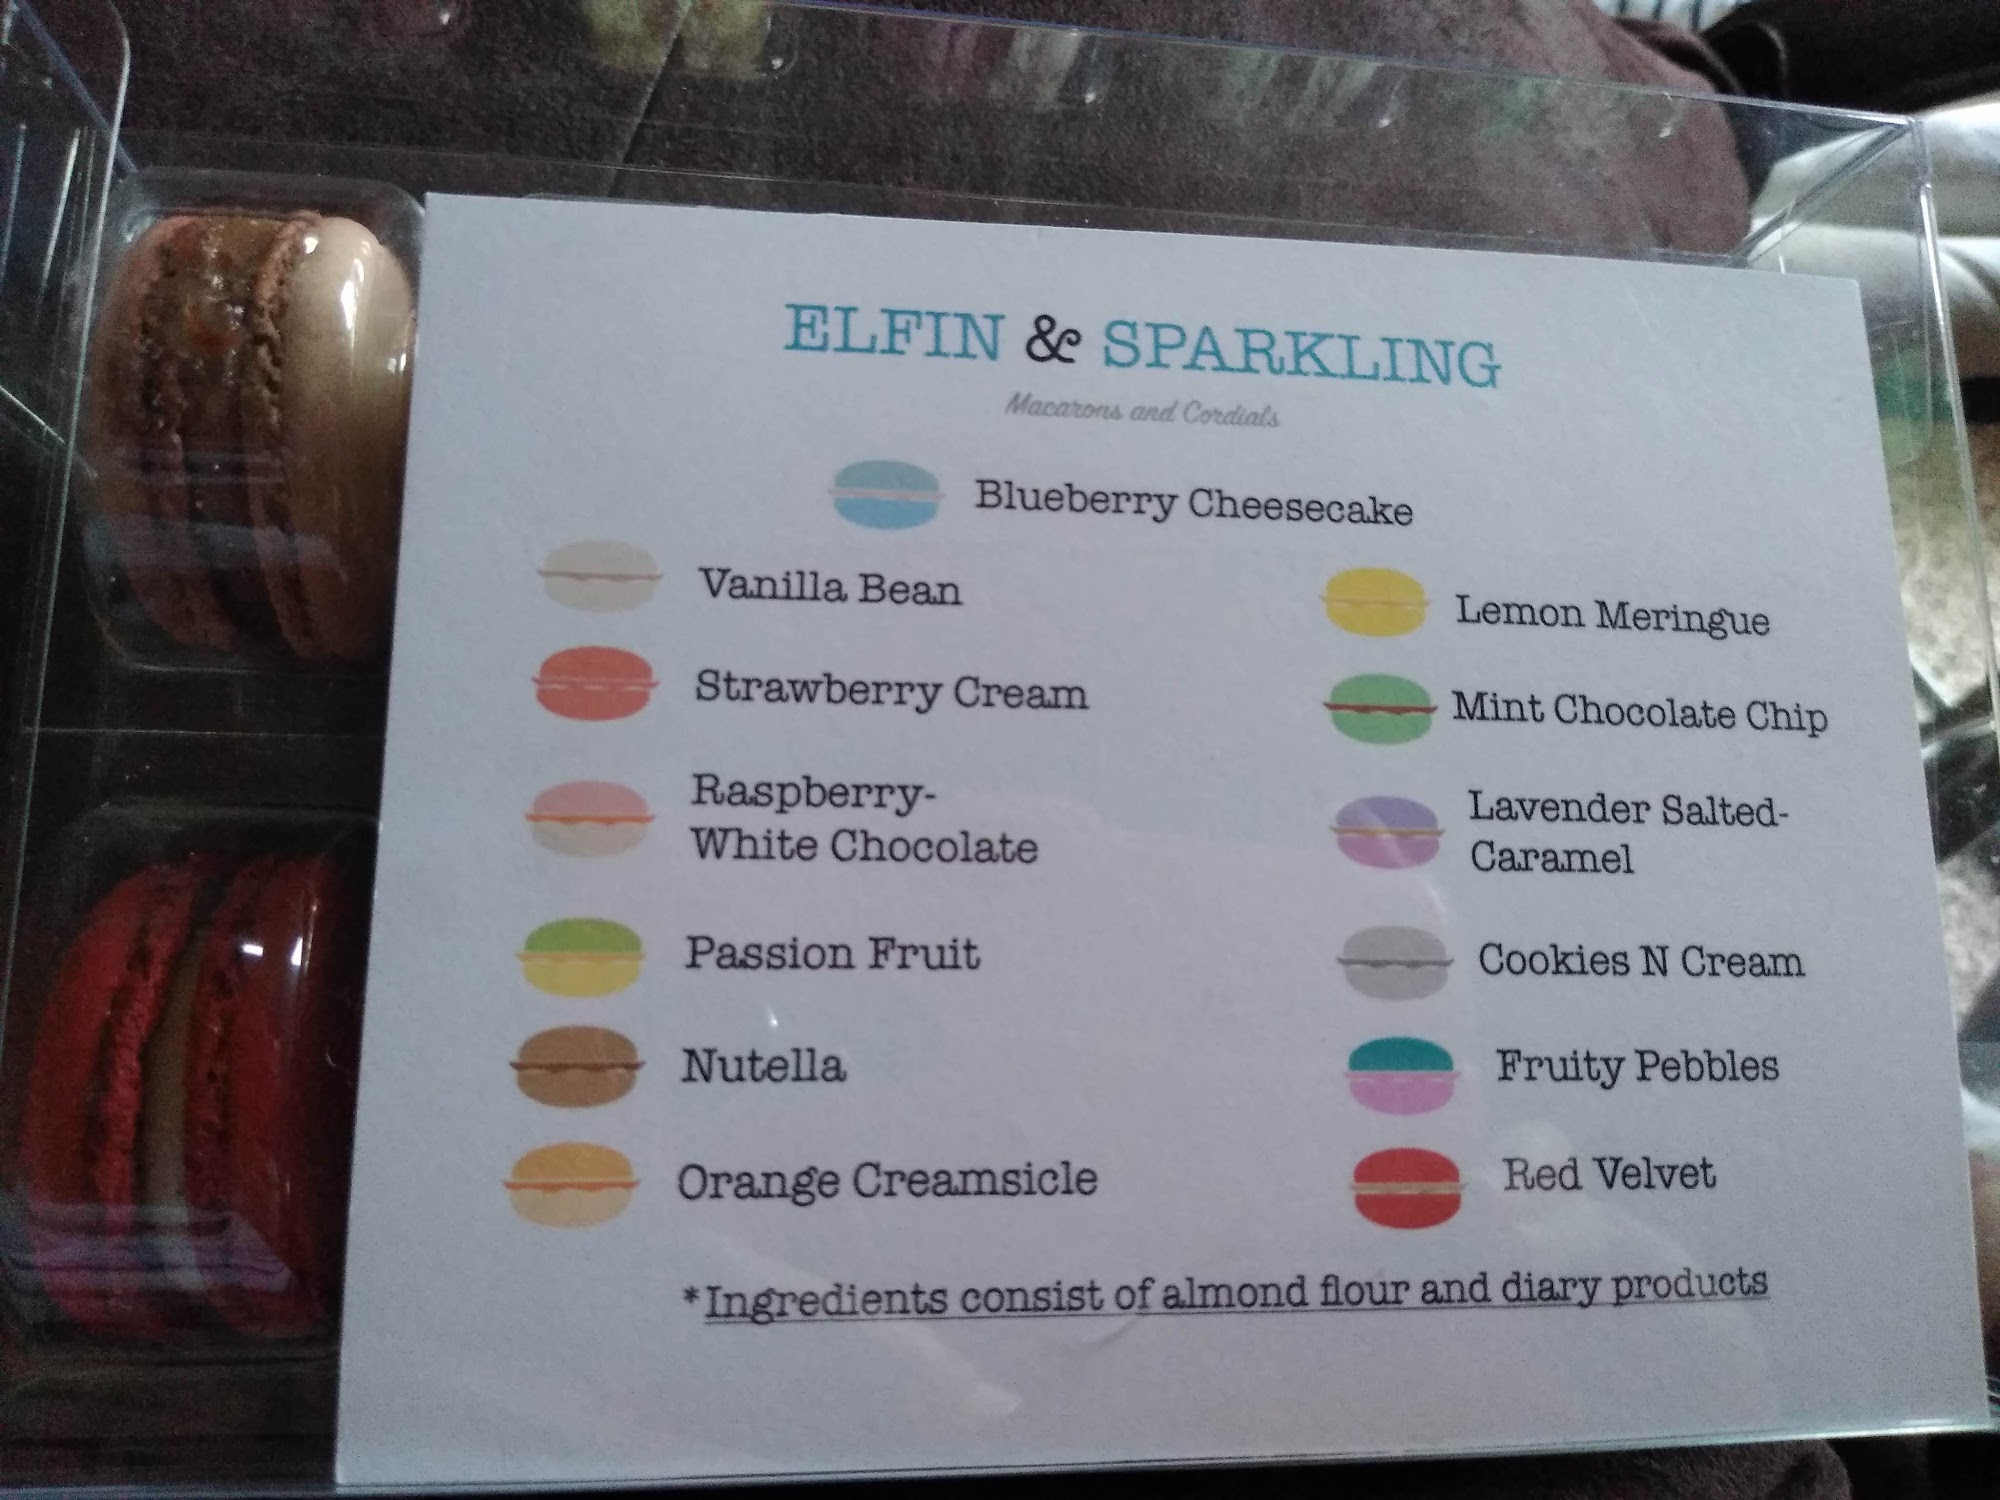 ELFIN & SPARKLING
Macarons and Cordials
Blueberry Cheesecake
Vanilla Bean
Strawberry Cream
Raspberry-
White Chocolate
Passion Fruit
Nutella
Orange Creamsicle
Lemon Meringue
Mint Chocolate Chip
Lavender Salted-
Caramel
Cookies N Cream
Fruity Pebbles
Red Velvet
*Ingredients consist of almond flour and diary products